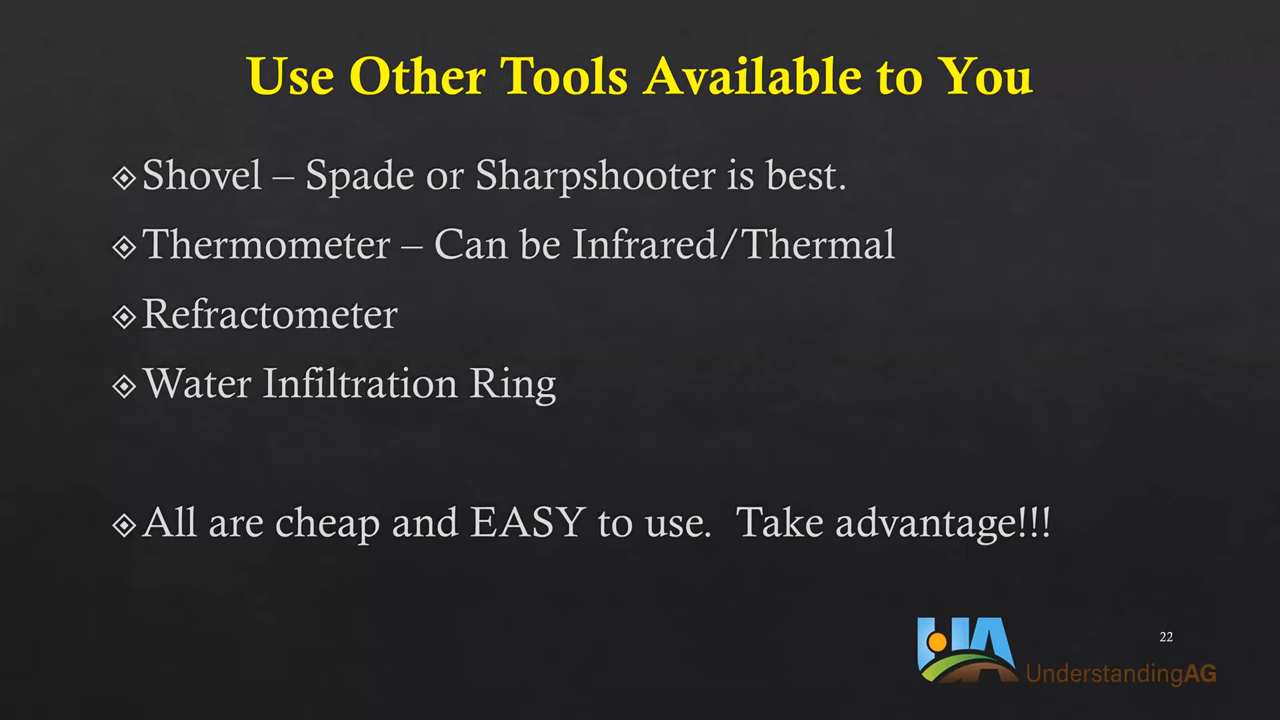 Use Other Tools Available to You
Shovel – Spade or Sharpshooter is best.
Thermometer – Can be Infrared/Thermal
Refractometer
Water Infiltration Ring
All are cheap and EASY to use.  Take advantage!!!
UA
22
UnderstandingAG